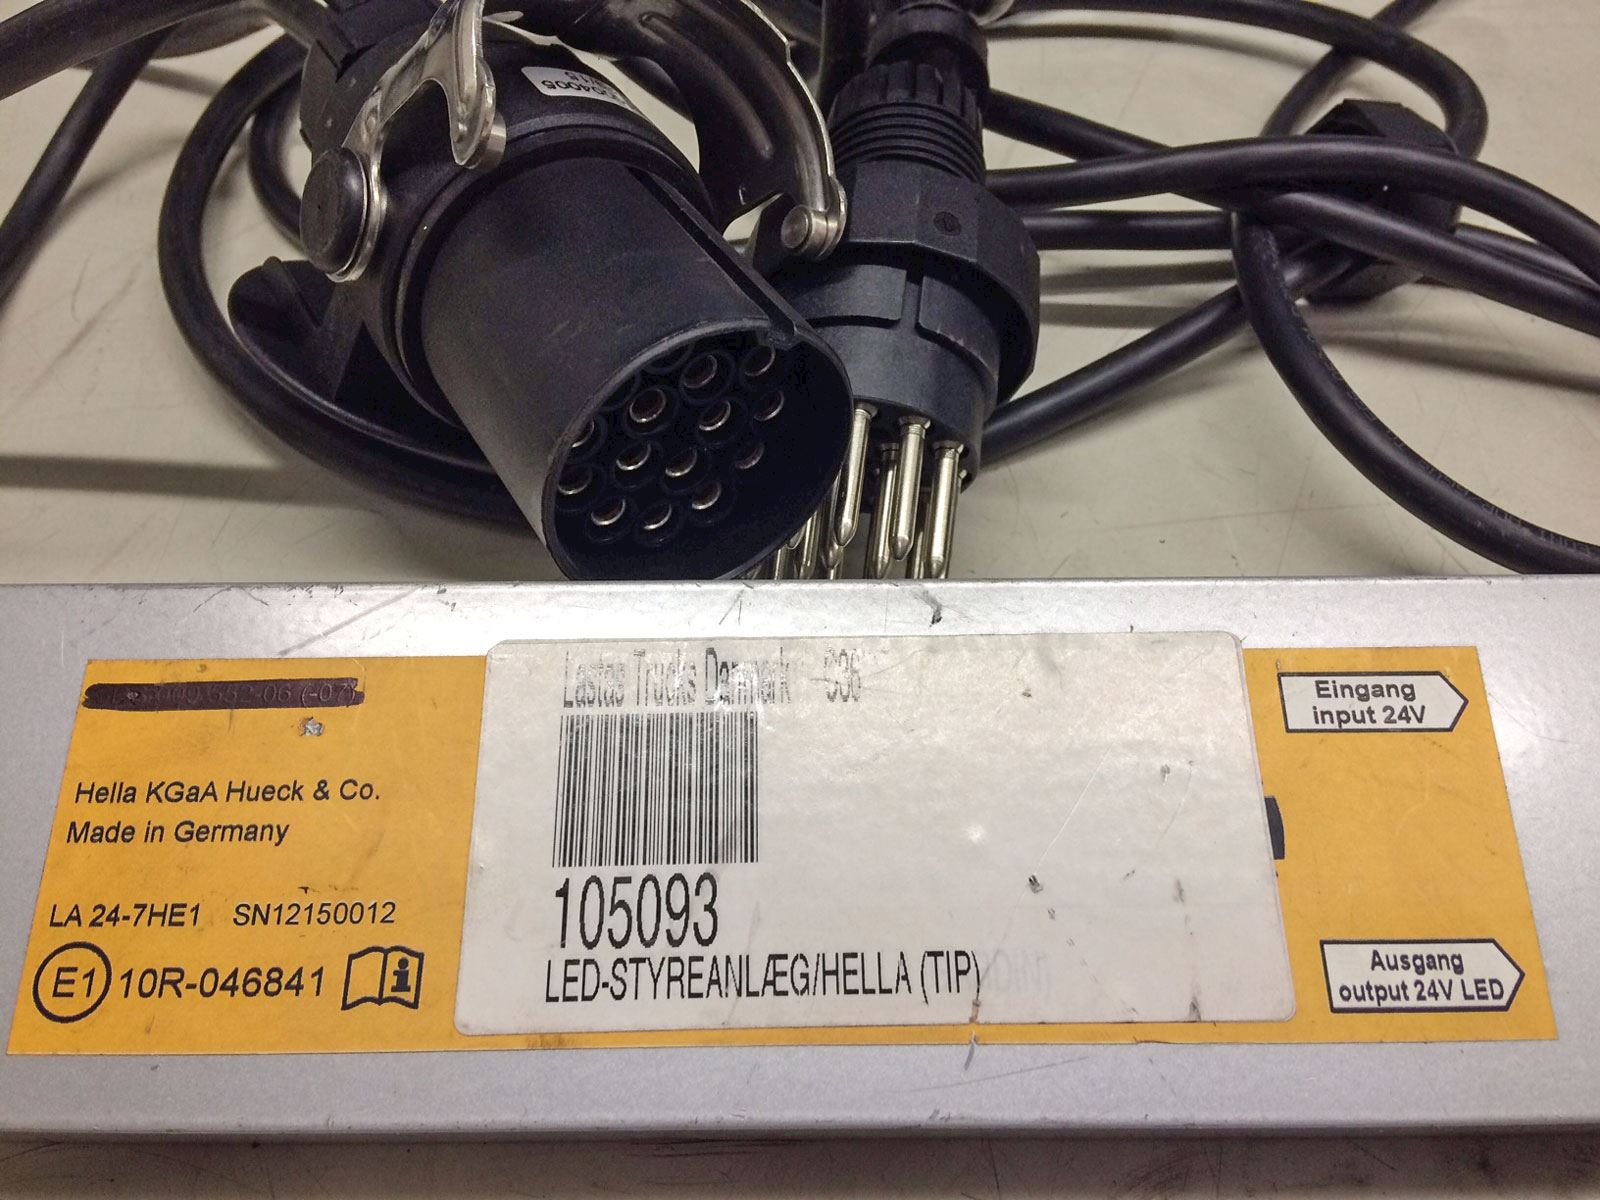 Hella KGaA Hueck & Co.
Made in Germany
LA 24-7HE1 SN12150012
E1 10R-046841
Lastas Trucks Danmark
105093
LED-STYREANLÆG/HELLA (TIP)
Eingang
input 24V
Ausgang
output 24V LED